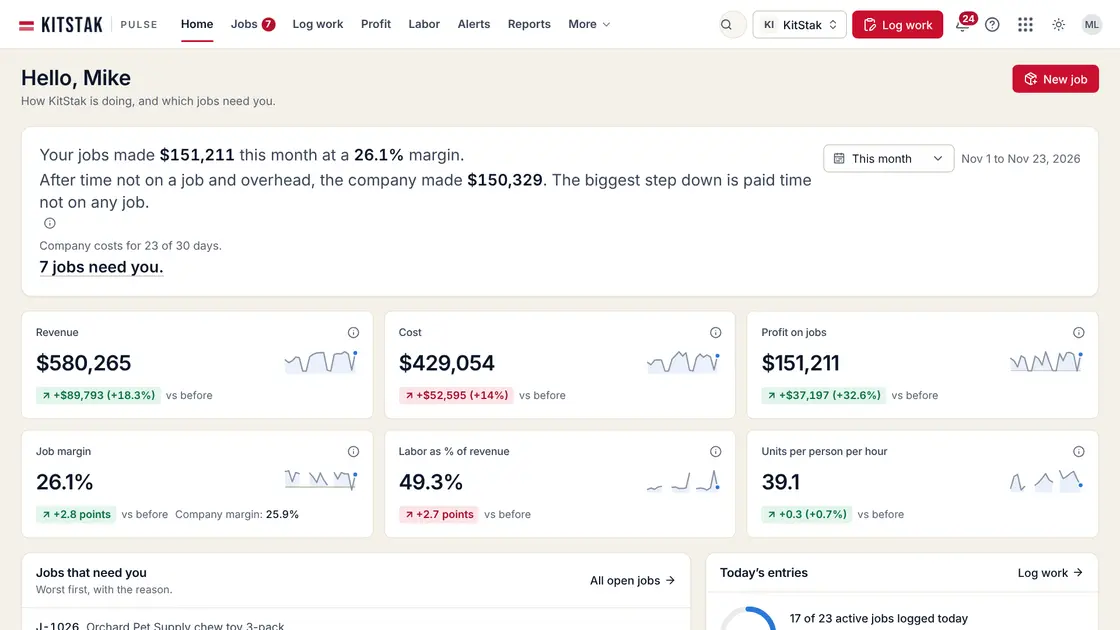 KITSTAK PULSE Home Jobs 7 Log work Profit Labor Alerts Reports More KI KitStak Log work 24 ML
Hello, Mike
How KitStak is doing, and which jobs need you.
New job
Your jobs made $151,211 this month at a 26.1% margin.
This month Nov 1 to Nov 23, 2026
After time not on a job and overhead, the company made $150,329. The biggest step down is paid time
not on any job.
Company costs for 23 of 30 days.
7 jobs need you.
Revenue
$580,265
+$89,793 (+18.3%) vs before
Cost
$429,054
+$52,595 (+14%) vs before
Profit on jobs
$151,211
+$37,197 (+32.6%) vs before
Job margin
26.1%
+2.8 points vs before Company margin: 25.9%
Labor as % of revenue
49.3%
+2.7 points vs before
Units per person per hour
39.1
+0.3 (+0.7%) vs before
Jobs that need you
Worst first, with the reason.
All open jobs →
J-1026 Orchard Pet Supply chew toy 3-pack
Today's entries
Log work →
17 of 23 active jobs logged today